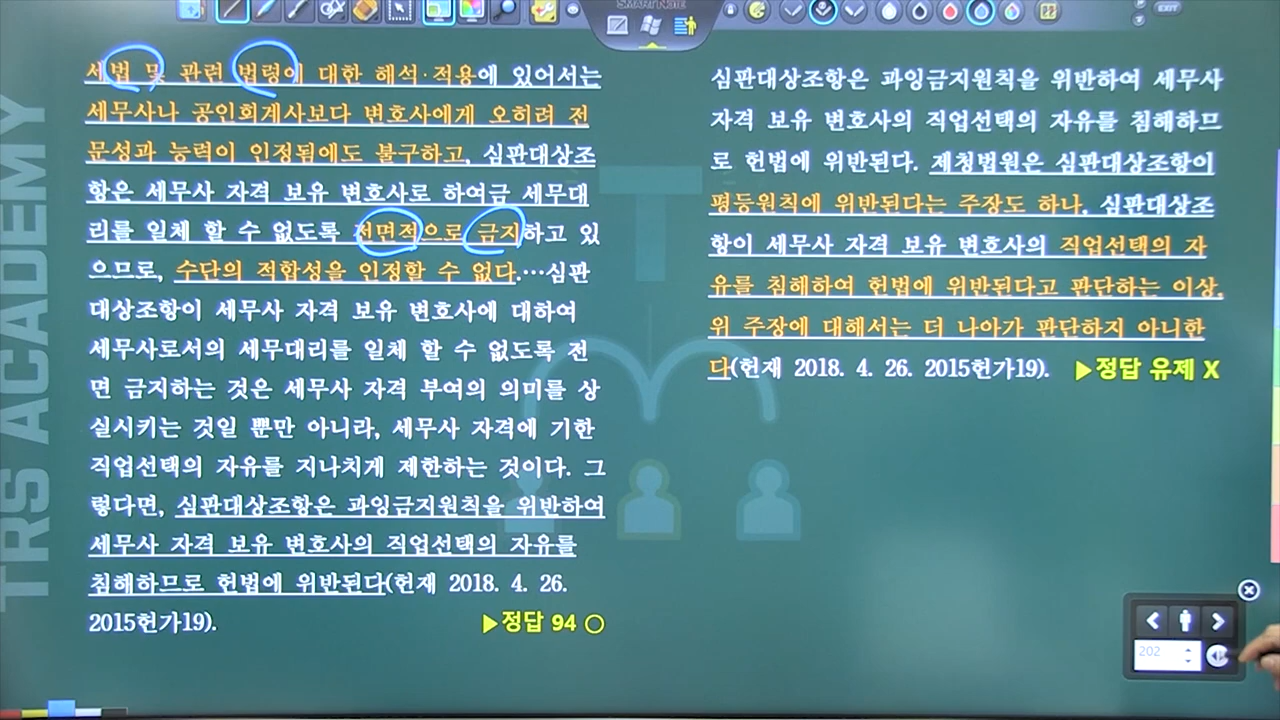 SMART NOTE
EXIT
세법 및 관련 법령에 대한 해석·적용에 있어서는
세무사나 공인회계사보다 변호사에게 오히려 전
문성과 능력이 인정됨에도 불구하고, 심판대상조
항은 세무사 자격 보유 변호사로 하여금 세무대
리를 일체 할 수 없도록 전면적으로 금지하고 있
으므로, 수단의 적합성을 인정할 수 없다.…심판
대상조항이 세무사 자격 보유 변호사에 대하여
세무사로서의 세무대리를 일체 할 수 없도록 전
면 금지하는 것은 세무사 자격 부여의 의미를 상
실시키는 것일 뿐만 아니라, 세무사 자격에 기한
직업선택의 자유를 지나치게 제한하는 것이다. 그
렇다면, 심판대상조항은 과잉금지원칙을 위반하여
세무사 자격 보유 변호사의 직업선택의 자유를
침해하므로 헌법에 위반된다(헌재 2018. 4. 26.
2015헌가19). ▶정답 94 ○
심판대상조항은 과잉금지원칙을 위반하여 세무사
자격 보유 변호사의 직업선택의 자유를 침해하므
로 헌법에 위반된다. 제청법원은 심판대상조항이
평등원칙에 위반된다는 주장도 하나, 심판대상조
항이 세무사 자격 보유 변호사의 직업선택의 자
유를 침해하여 헌법에 위반된다고 판단하는 이상,
위 주장에 대해서는 더 나아가 판단하지 아니한
다(헌재 2018. 4. 26. 2015헌가19). ▶정답 유제 X
TRS ACADEMY
202